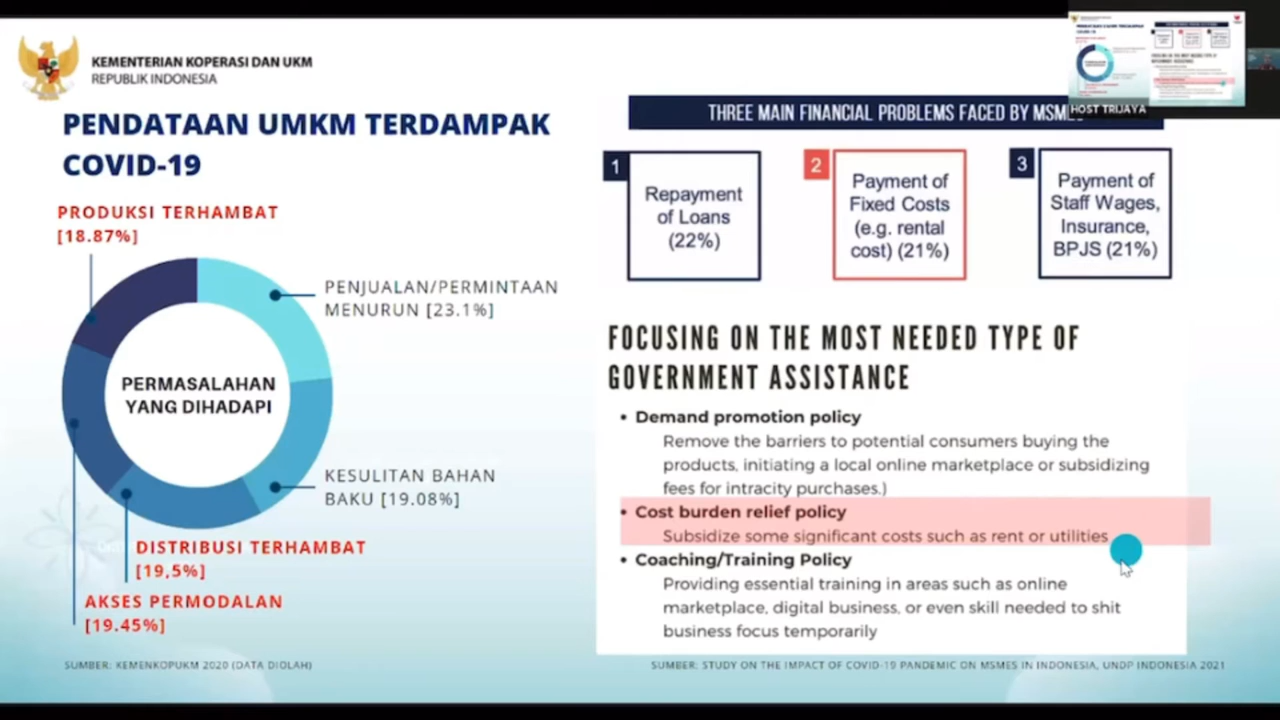 KEMENTERIAN KOPERASI DAN UKM
REPUBLIK INDONESIA
PENDATAAN UMKM TERDAMPAK
COVID-19
PRODUKSI TERHAMBAT
[18.87%]
PENJUALAN/PERMINTAAN
MENURUN [23.1%]
PERMASALAHAN
YANG DIHADAPI
KESULITAN BAHAN
BAKU [19.08%]
DISTRIBUSI TERHAMBAT
[19,5%]
AKSES PERMODALAN
[19.45%]
SUMBER: KEMENKOPUKM 2020 (DATA DIOLAH)
HOST TRIJAYA
THREE MAIN FINANCIAL PROBLEMS FACED BY
1
Repayment
of Loans
(22%)
2
Payment of
Fixed Costs
(e.g. rental
cost) (21%)
3
Payment of
Staff Wages,
Insurance,
BPJS (21%)
FOCUSING ON THE MOST NEEDED TYPE OF
GOVERNMENT ASSISTANCE
• Demand promotion policy
Remove the barriers to potential consumers buying the
products, initiating a local online marketplace or subsidizing
fees for intracity purchases.)
• Cost burden relief policy
Subsidize some significant costs such as rent or utilities
• Coaching/Training Policy
Providing essential training in areas such as online
marketplace, digital business, or even skill needed to shit
business focus temporarily
SUMBER: STUDY ON THE IMPACT OF COVID-19 PANDEMIC ON MSMES IN INDONESIA, UNDP INDONESIA 2021